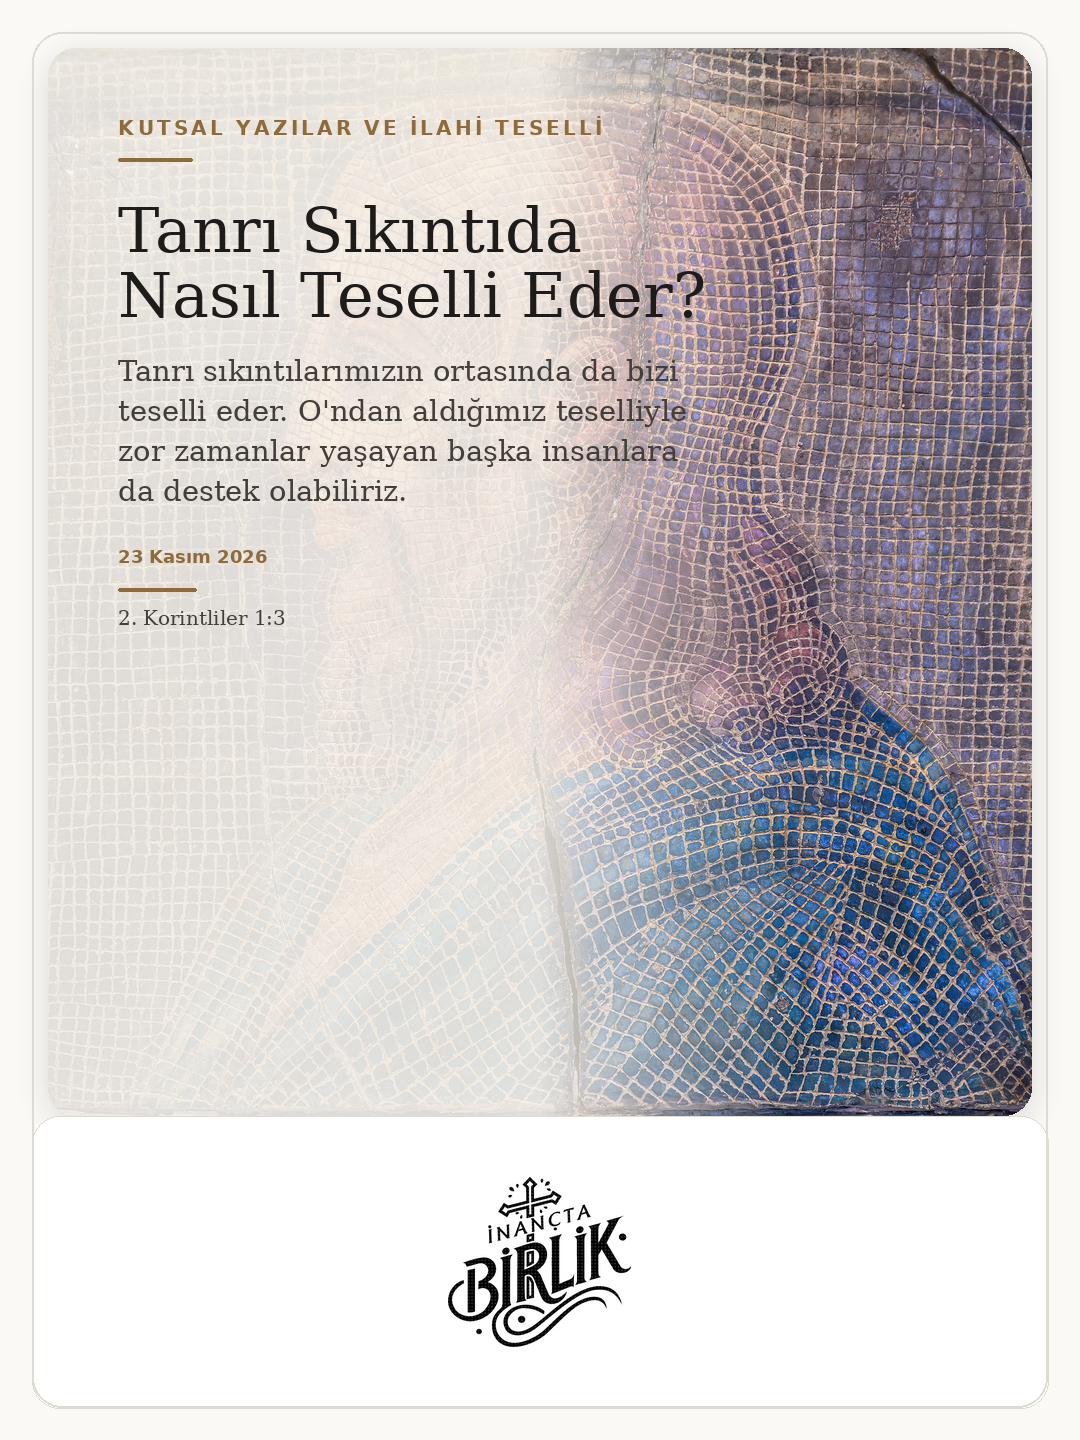 KUTSAL YAZILAR VE İLAHİ TESELLİ
Tanrı Sıkıntıda
Nasıl Teselli Eder?
Tanrı sıkıntılarımızın ortasında da bizi
teselli eder. O'ndan aldığımız teselliyle
zor zamanlar yaşayan başka insanlara
da destek olabiliriz.
23 Kasım 2026
2. Korintliler 1:3
İNANÇTA
BİRLİK